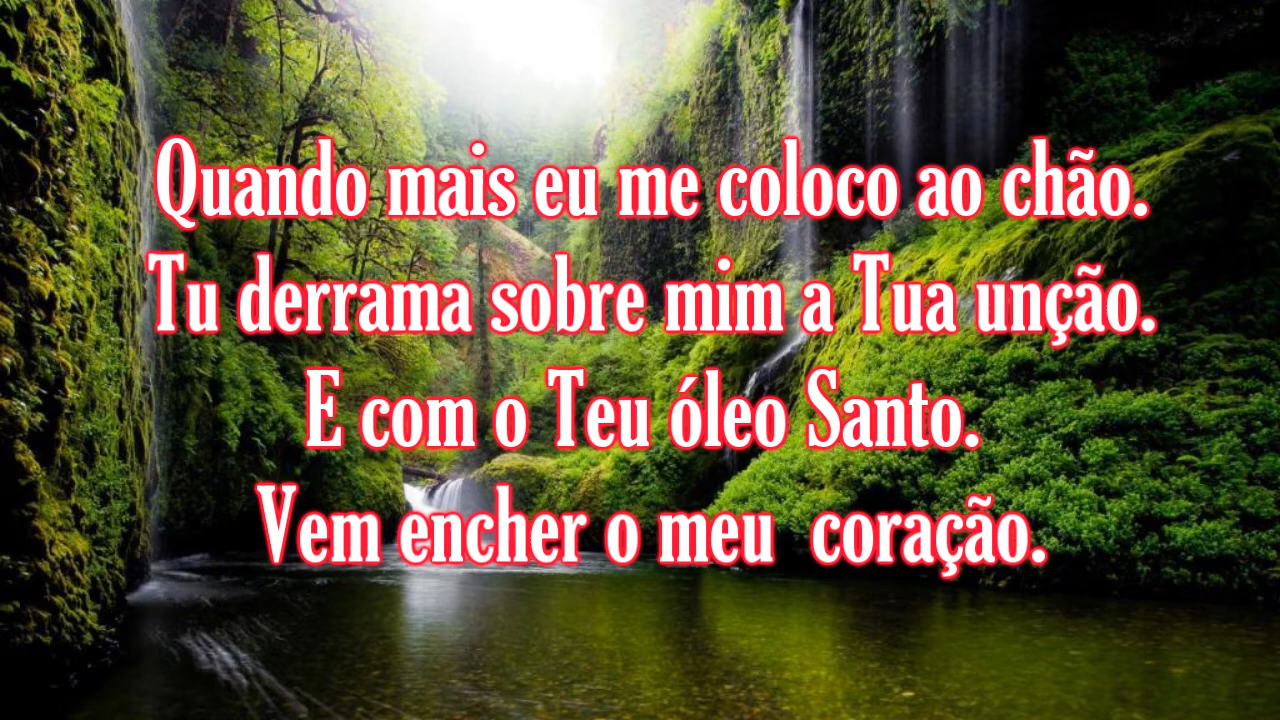 Quando mais eu me coloco ao chão.
Tu derrama sobre mim a Tua unção.
E com o Teu óleo Santo.
Vem encher o meu coração.